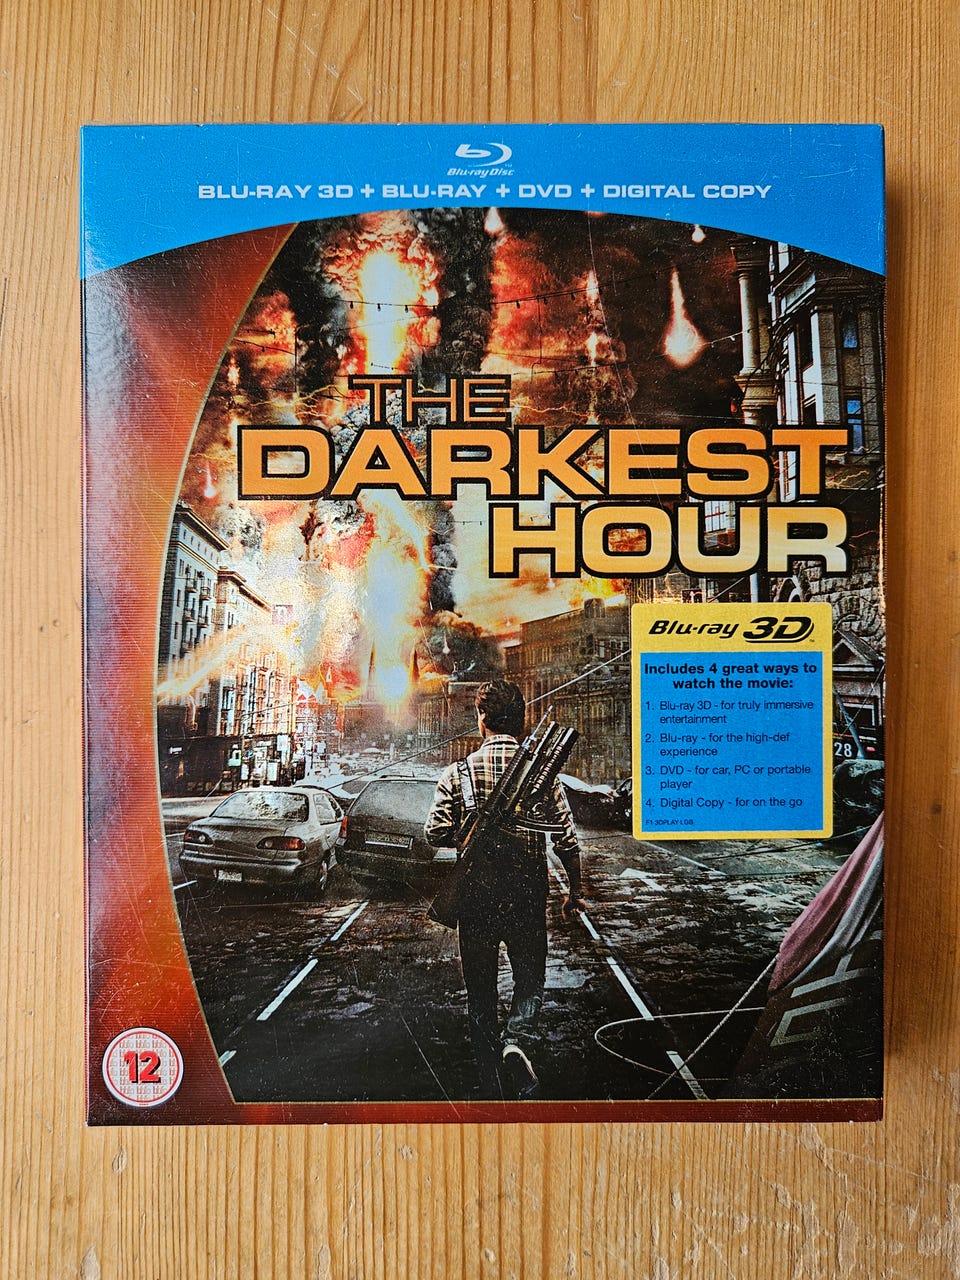 Blu-ray Disc
BLU-RAY 3D + BLU-RAY + DVD + DIGITAL COPY
THE
DARKEST
HOUR
Blu-ray 3D
Includes 4 great ways to
watch the movie:
1. Blu-ray 3D - for truly immersive
entertainment
2. Blu-ray - for the high-def
experience
3. DVD - for car, PC or portable
player
4. Digital Copy - for on the go
F1 3DPLAY LGB
28
12